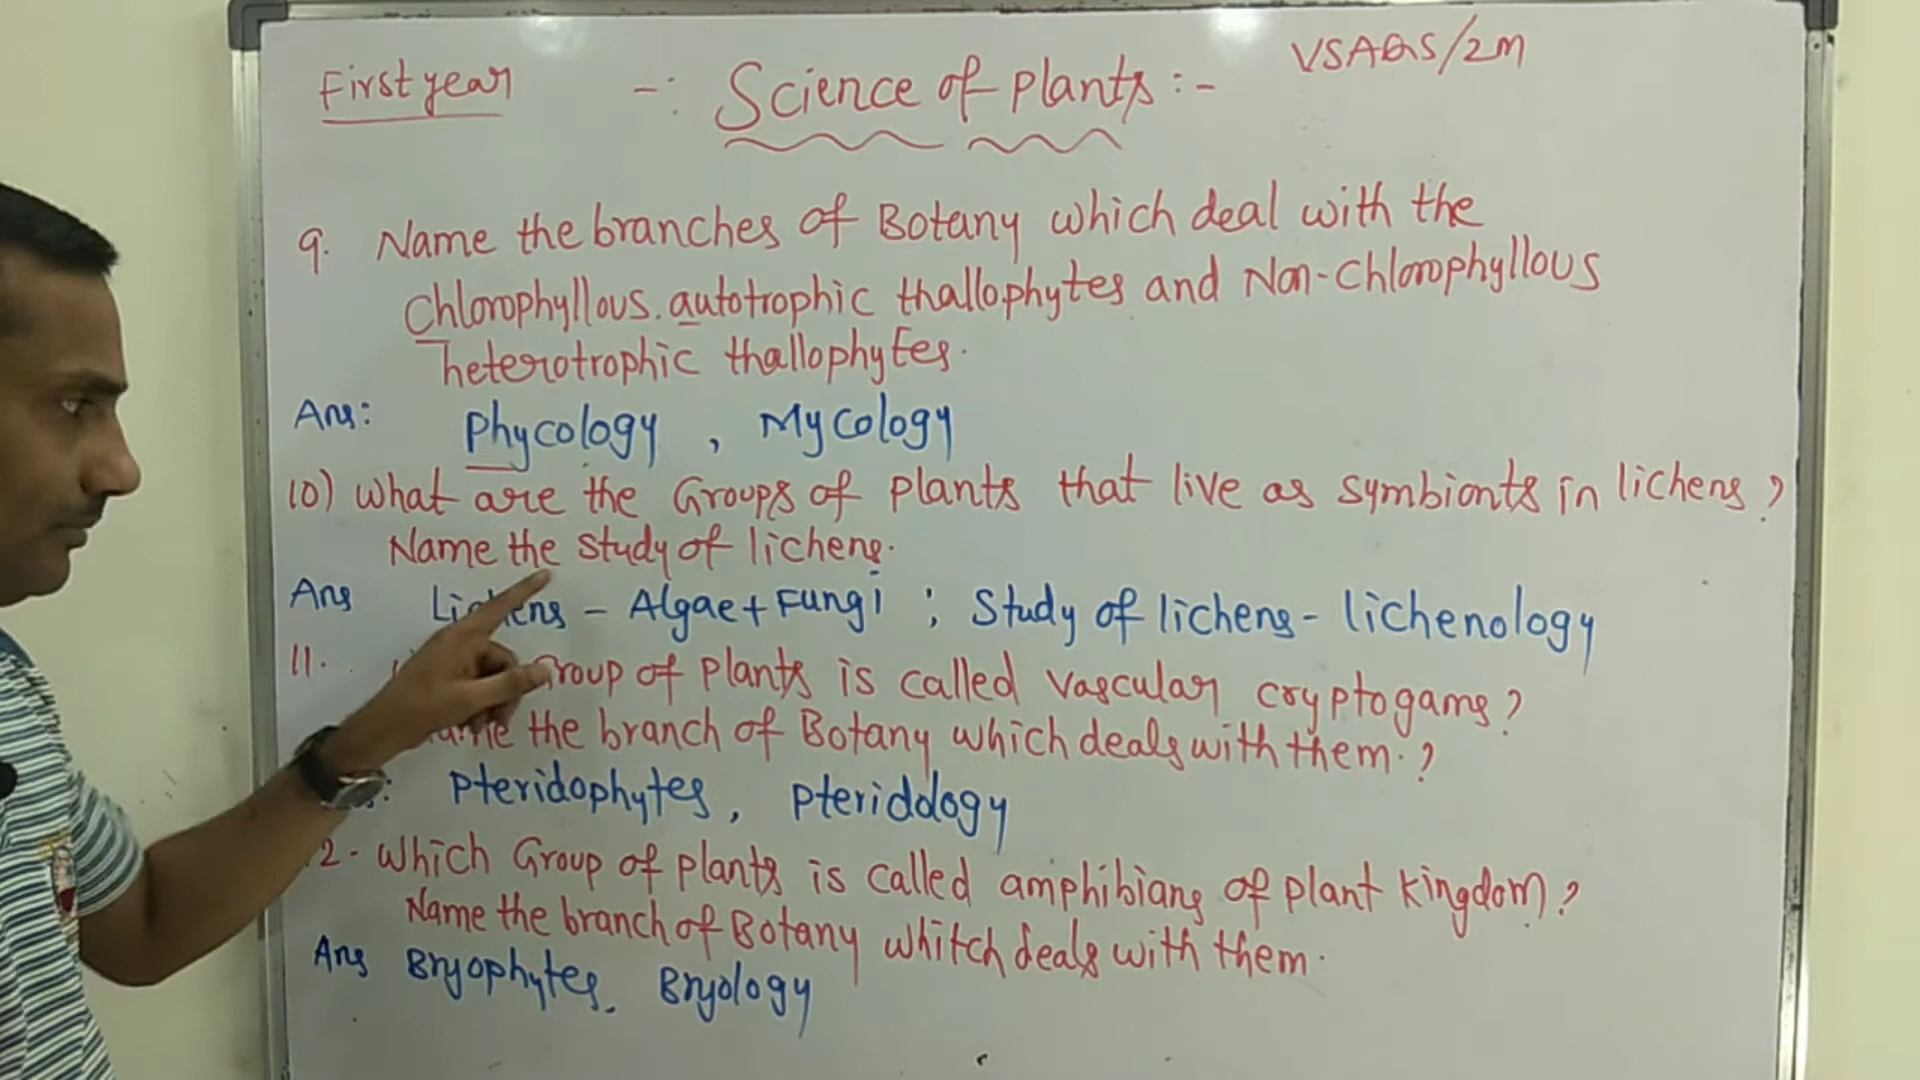 First year -: Science of Plants :- VSAQS/2M
9. Name the branches of Botany which deal with the
Chlorophyllous. autotrophic thallophytes and Non-Chlorophyllous
heterotrophic thallophytes.
Ans: Phycology , Mycology
10) What are the Groups of plants that live as symbionts in lichens ?
Name the study of lichens.
Ans Lichens - Algae + Fungi ; Study of lichens - lichenology
11. Group of plants is called vascular cryptogams ?
Name the branch of Botany which deals with them. ?
Pteridophytes, Pteridology
12. Which Group of plants is called amphibians of plant kingdom ?
Name the branch of Botany whitch deals with them.
Ans Bryophytes, Bryology